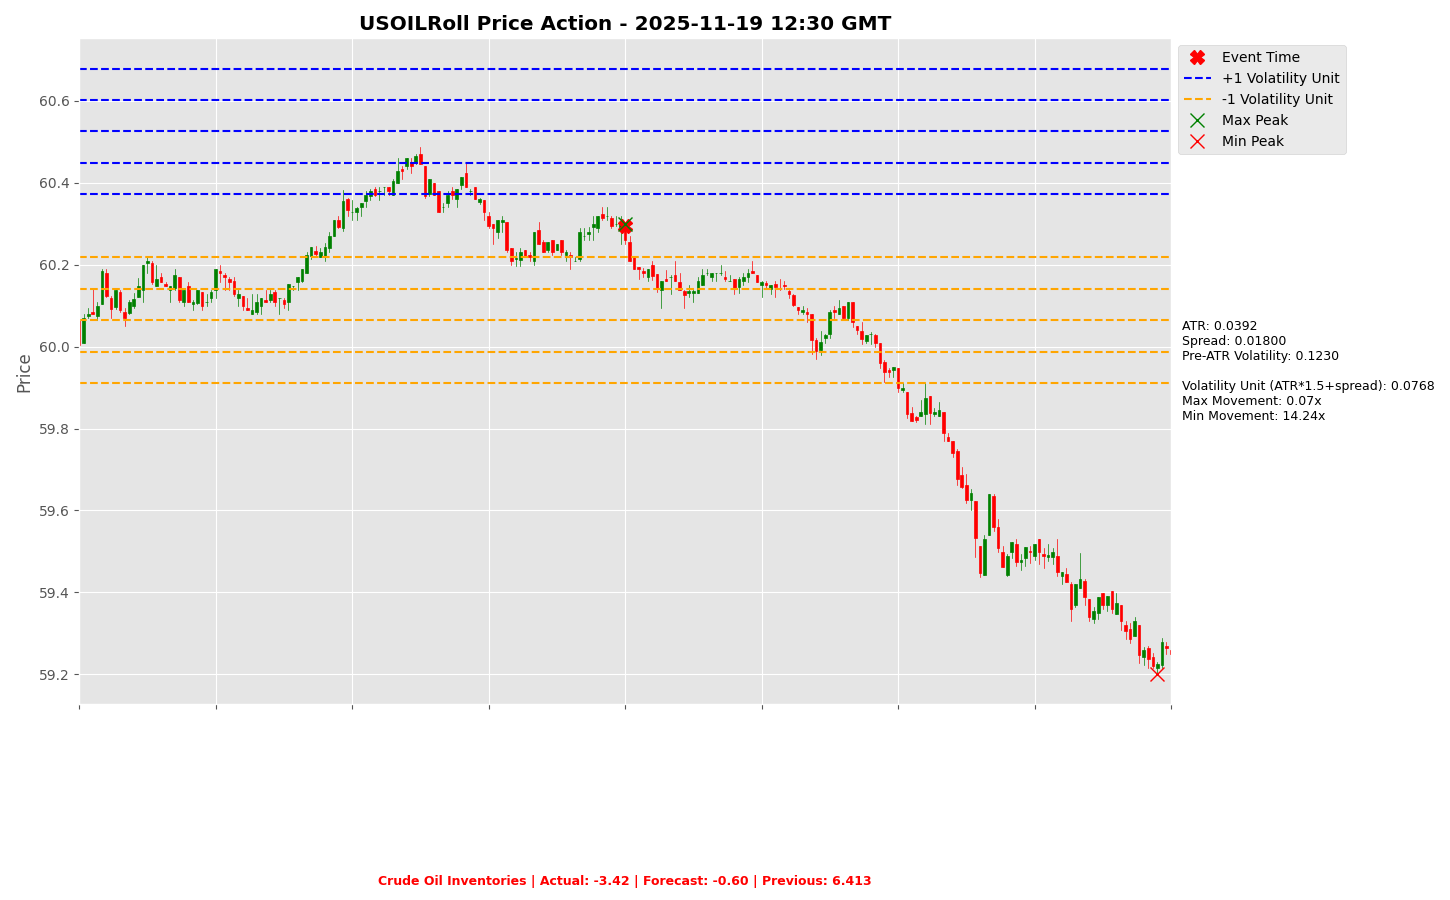 USOILRoll Price Action - 2025-11-19 12:30 GMT
Event Time
+1 Volatility Unit
-1 Volatility Unit
Max Peak
Min Peak
Price
60.6
60.4
60.2
60.0
59.8
59.6
59.4
59.2
ATR: 0.0392
Spread: 0.01800
Pre-ATR Volatility: 0.1230
Volatility Unit (ATR*1.5+spread): 0.0768
Max Movement: 0.07x
Min Movement: 14.24x
Crude Oil Inventories | Actual: -3.42 | Forecast: -0.60 | Previous: 6.413